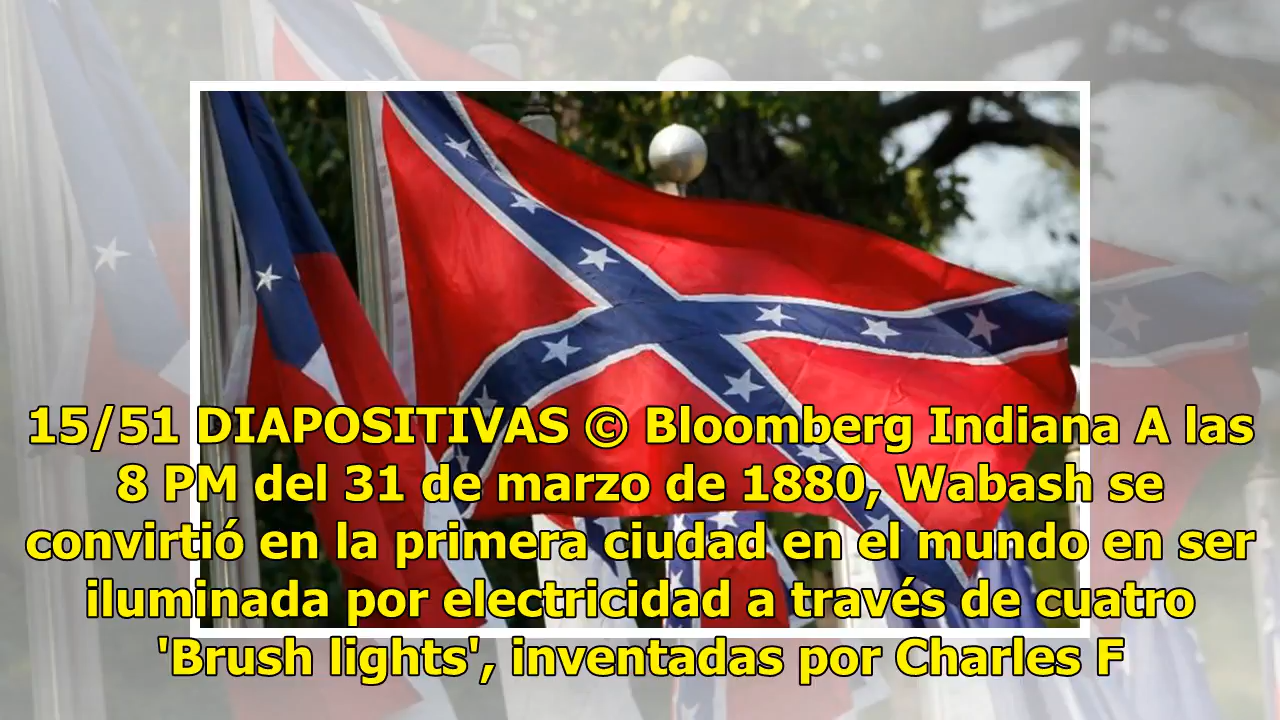 15/51 DIAPOSITIVAS © Bloomberg Indiana A las
8 PM del 31 de marzo de 1880, Wabash se
convirtió en la primera ciudad en el mundo en ser
iluminada por electricidad a través de cuatro
'Brush lights', inventadas por Charles F